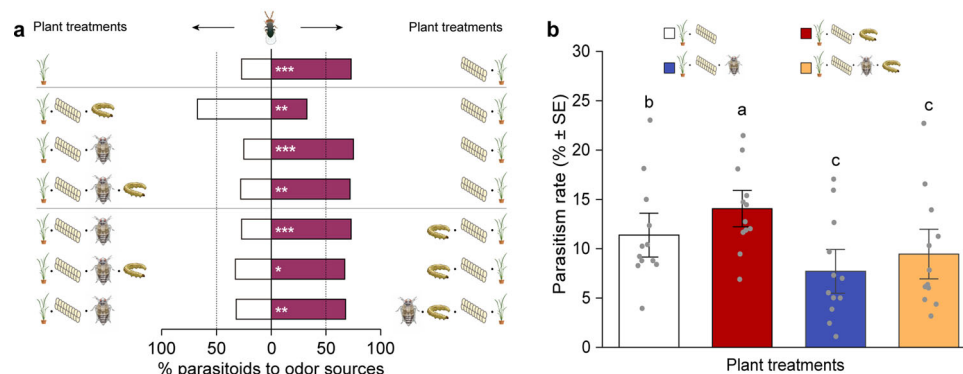 a
Plant treatments
Plant treatments
***
**
***
**
***
*
**
100 50 0 50 100
% parasitoids to odor sources
b
Parasitism rate (% ± SE)
30
25
20
15
10
5
0
b
a
c
c
Plant treatments